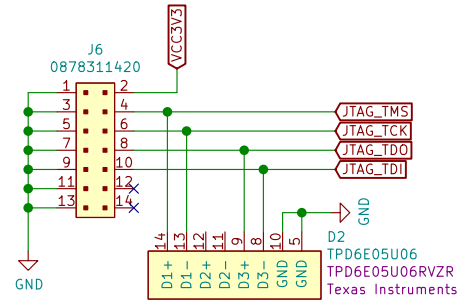 VCC3V3
J6
0878311420
1 2
3 4 JTAG_TMS
5 6 JTAG_TCK
7 8 JTAG_TDO
9 10 JTAG_TDI
11 12
13 14
GND
14 13 12 11 9 8 10 5
GND
D1+ D1- D2+ D2- D3+ D3- GND GND
D2
TPD6E05U06
TPD6E05U06RVZR
Texas Instruments